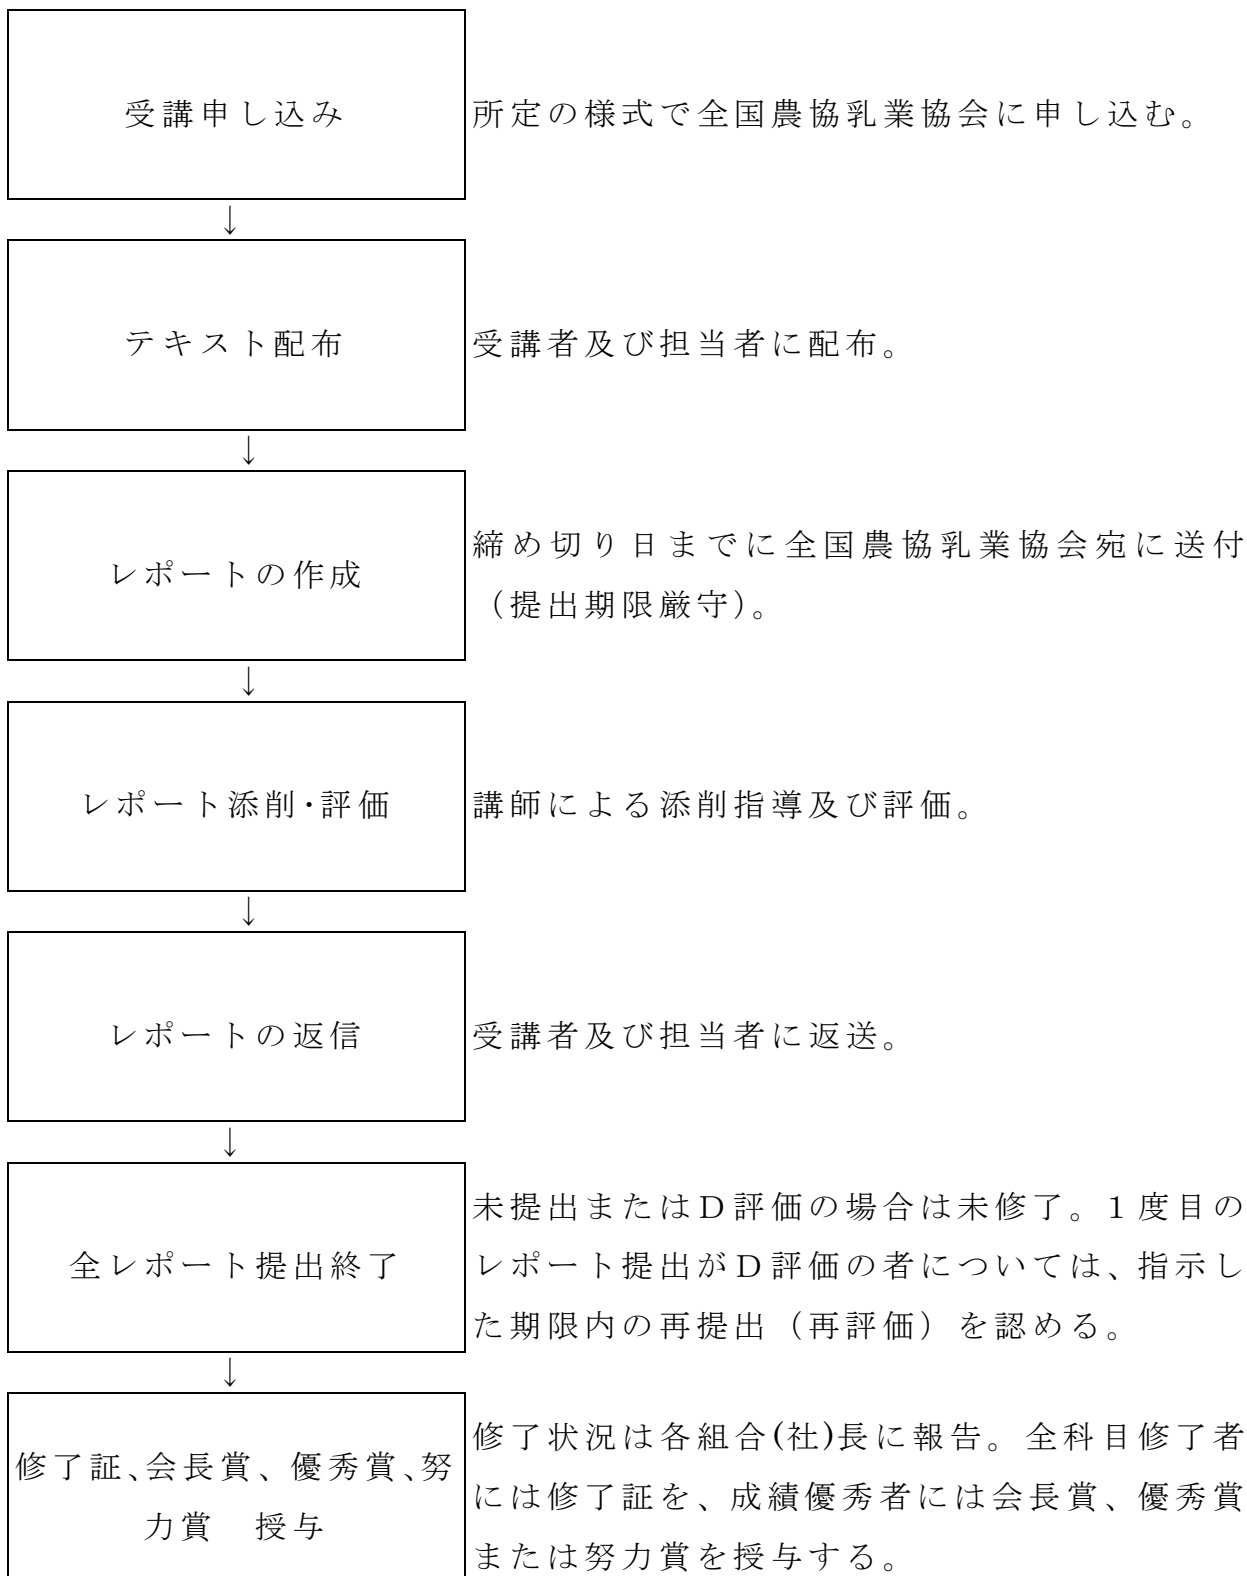 受講申し込み
所定の様式で全国農協乳業協会に申し込む。
↓
テキスト配布
受講者及び担当者に配布。
↓
レポートの作成
締め切り日までに全国農協乳業協会宛に送付
（提出期限厳守）。
↓
レポート添削・評価
講師による添削指導及び評価。
↓
レポートの返信
受講者及び担当者に返送。
↓
全レポート提出終了
未提出またはＤ評価の場合は未修了。１度目の
レポート提出がＤ評価の者については、指示し
た期限内の再提出（再評価）を認める。
↓
修了証、会長賞、優秀賞、努
力賞　授与
修了状況は各組合(社)長に報告。全科目修了者
には修了証を、成績優秀者には会長賞、優秀賞
または努力賞を授与する。